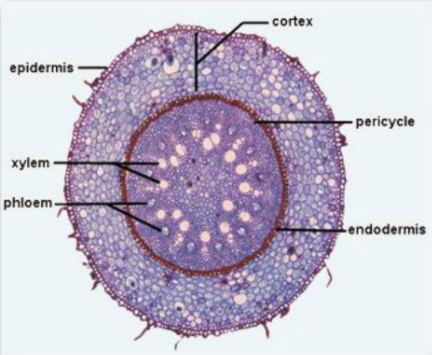 cortex
epidermis
pericycle
xylem
phloem
endodermis